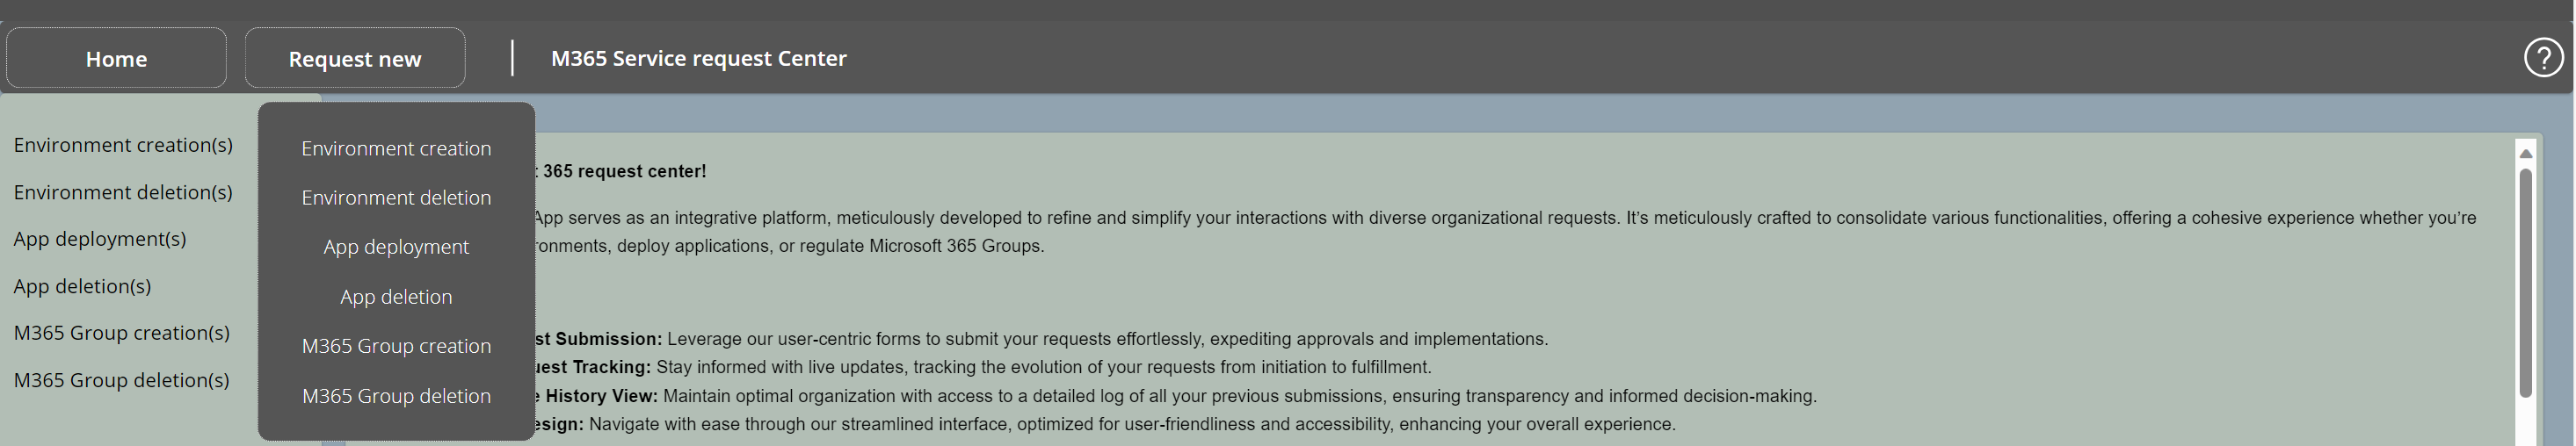 Home
Request new
M365 Service request Center
?
Environment creation(s)
Environment deletion(s)
App deployment(s)
App deletion(s)
M365 Group creation(s)
M365 Group deletion(s)
Environment creation
Environment deletion
App deployment
App deletion
M365 Group creation
M365 Group deletion
365 request center!
App serves as an integrative platform, meticulously developed to refine and simplify your interactions with diverse organizational requests. It’s meticulously crafted to consolidate various functionalities, offering a cohesive experience whether you’re
ronments, deploy applications, or regulate Microsoft 365 Groups.
st Submission: Leverage our user-centric forms to submit your requests effortlessly, expediting approvals and implementations.
uest Tracking: Stay informed with live updates, tracking the evolution of your requests from initiation to fulfillment.
e History View: Maintain optimal organization with access to a detailed log of all your previous submissions, ensuring transparency and informed decision-making.
esign: Navigate with ease through our streamlined interface, optimized for user-friendliness and accessibility, enhancing your overall experience.